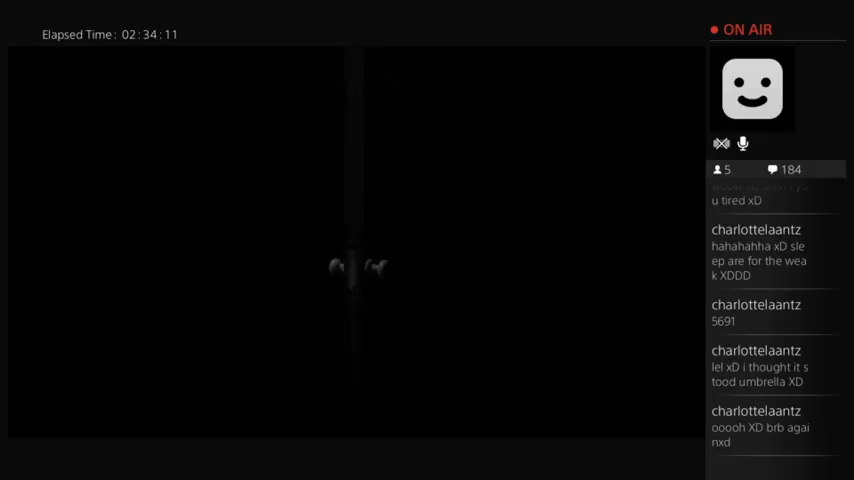 Elapsed Time: 02:34:11
ON AIR
5
184
u tired xD
charlottelaantz
hahahahha xD sle
ep are for the wea
k XDDD
charlottelaantz
5691
charlottelaantz
lel xD i thought it s
tood umbrella XD
charlottelaantz
ooooh XD brb agai
nxd